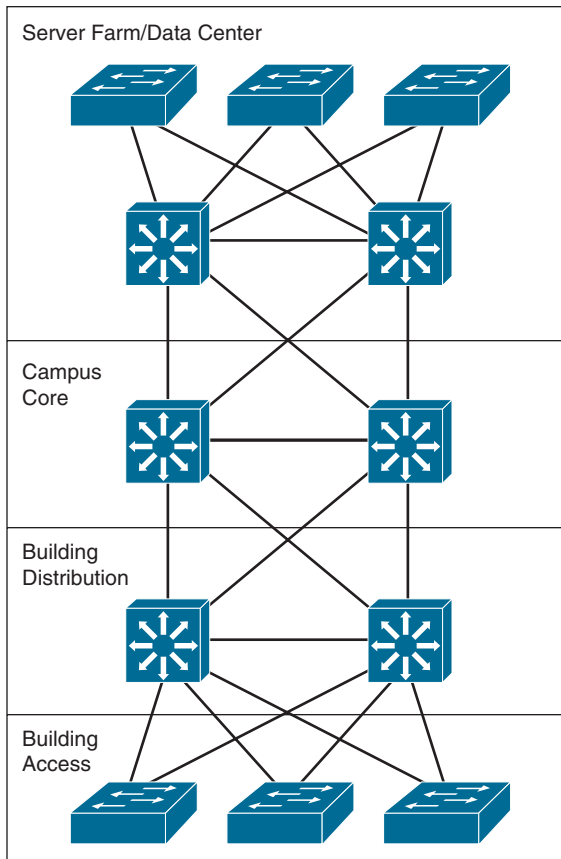 Server Farm/Data Center
Campus
Core
Building
Distribution
Building
Access